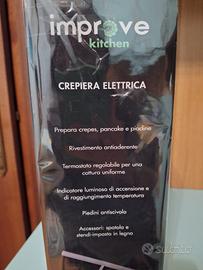 improve
kitchen
CREPIERA ELETTRICA
Prepara crepes, pancake e piadine
Rivestimento antiaderente
Termostato regolabile per una
cottura uniforme
Indicatore luminoso di accensione e
di raggiungimento temperatura
Piedini antiscivolo
Accessori: spatola e
stendi-impasto in legno
Subito